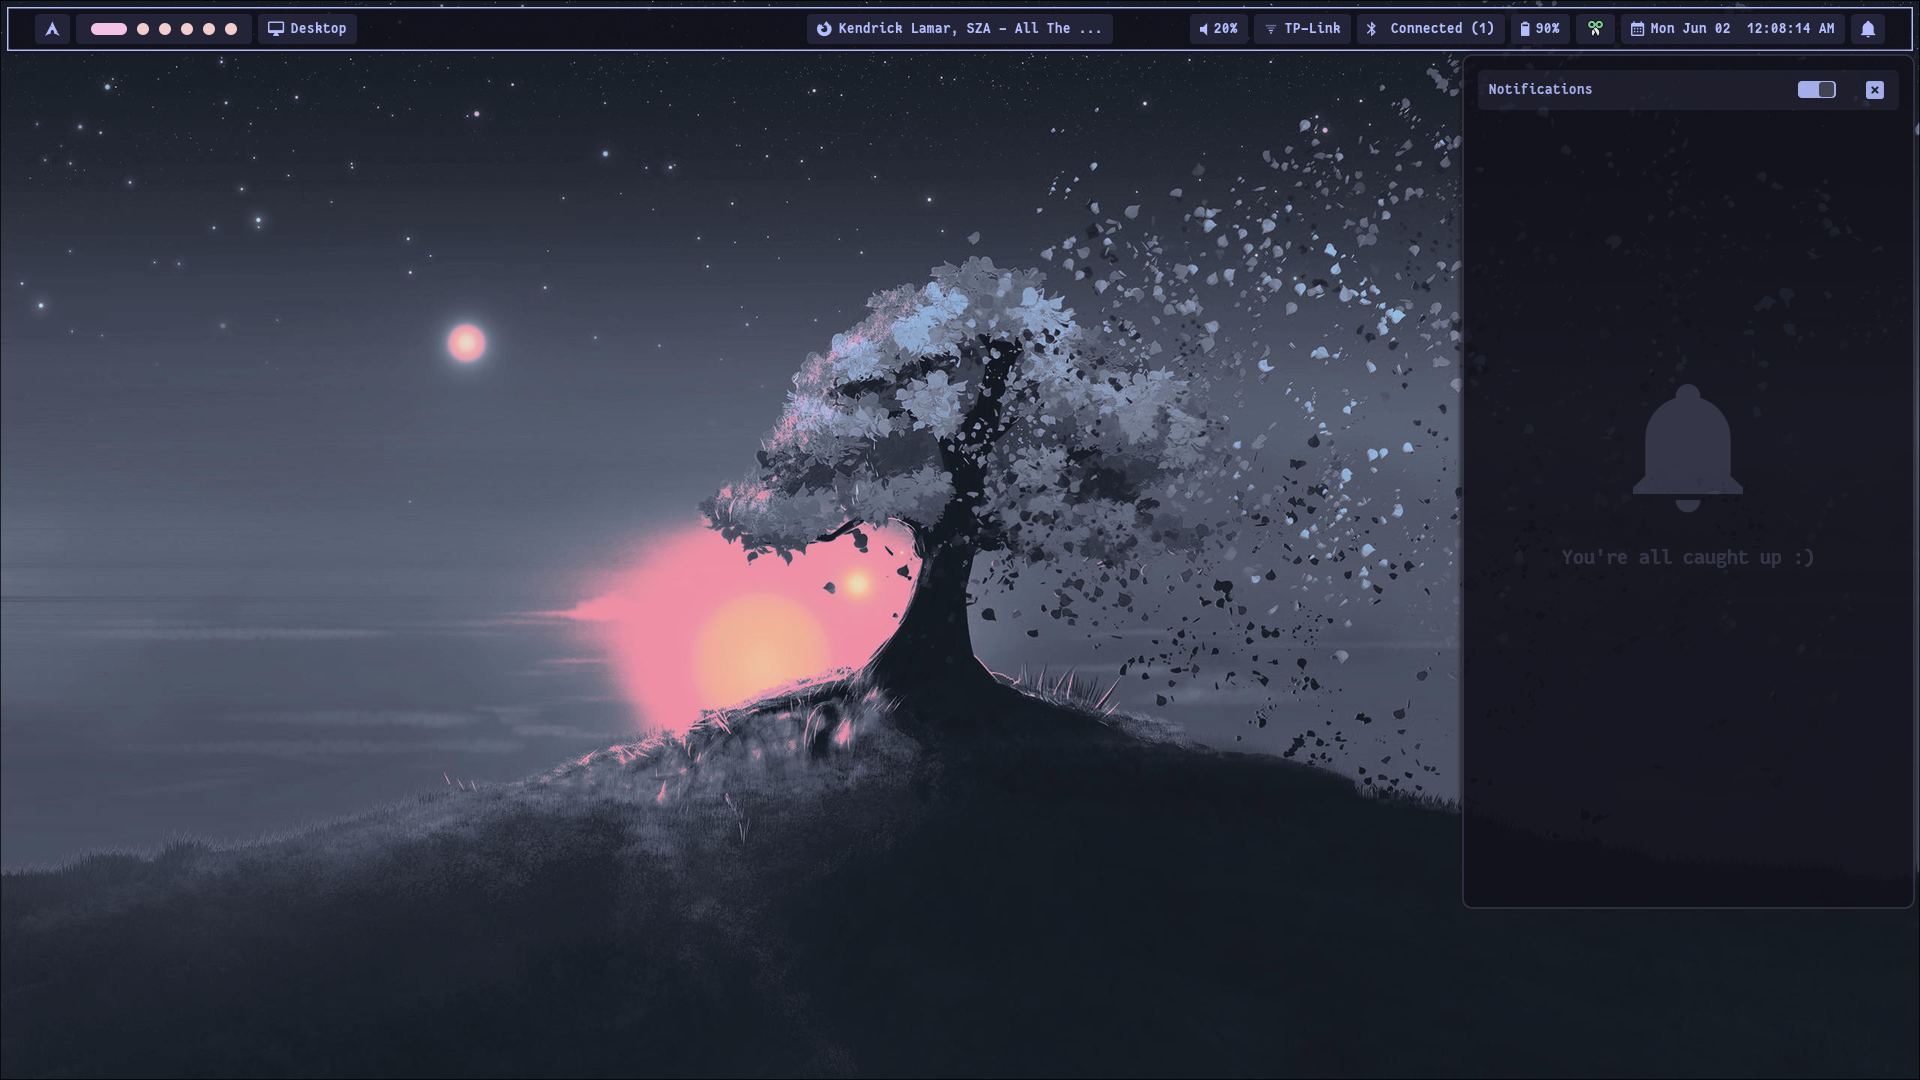 Desktop
Kendrick Lamar, SZA – All The ...
20%
TP-Link
Connected (1)
90%
Mon Jun 02 12:08:14 AM
Notifications
You're all caught up :)